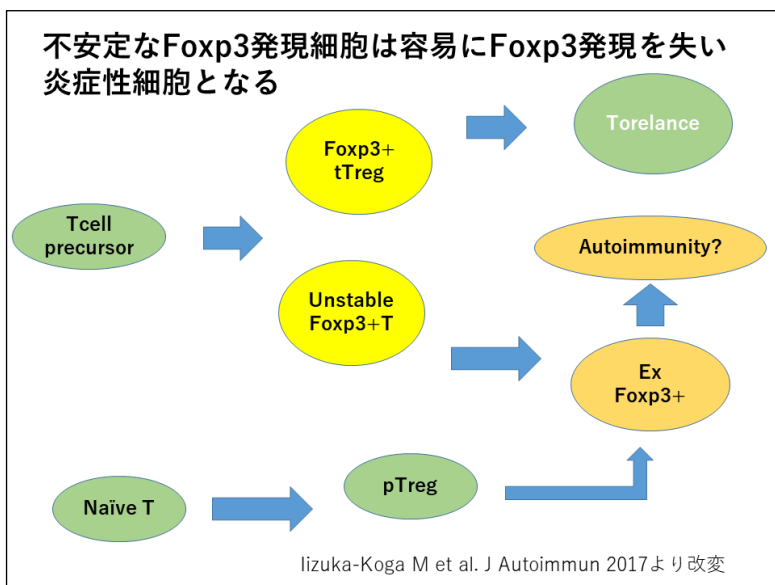 不安定なFoxp3発現細胞は容易にFoxp3発現を失い
炎症性細胞となる
Foxp3+
tTreg
Torelance
Tcell
precursor
Autoimmunity?
Unstable
Foxp3+T
Ex
Foxp3+
Naïve T
pTreg
Iizuka-Koga M et al. J Autoimmun 2017より改変